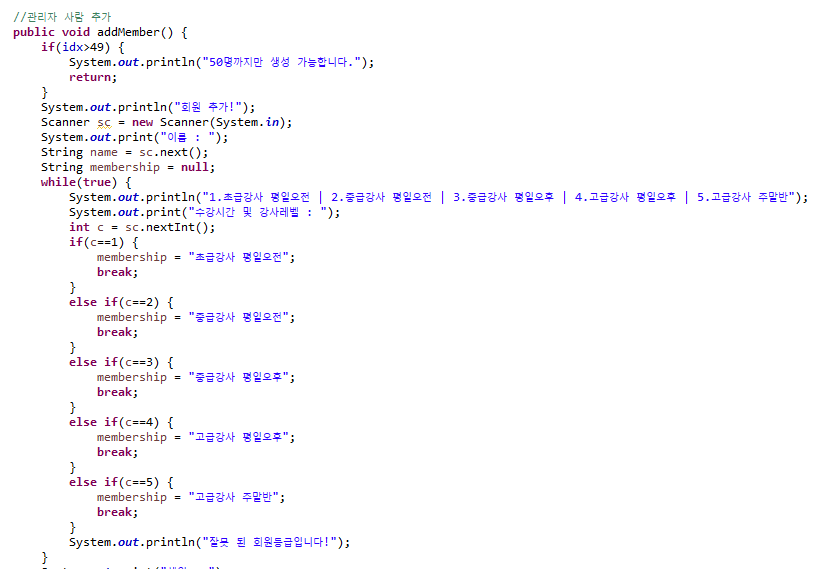 //관리자 사람 추가
public void addMember() {
if(idx>49) {
System.out.println("50명까지만 생성 가능합니다.");
return;
}
System.out.println("회원 추가!");
Scanner sc = new Scanner(System.in);
System.out.print("이름 : ");
String name = sc.next();
String membership = null;
while(true) {
System.out.println("1.초급강사 평일오전 | 2.중급강사 평일오전 | 3.중급강사 평일오후 | 4.고급강사 평일오후 | 5.고급강사 주말반");
System.out.print("수강시간 및 강사레벨 : ");
int c = sc.nextInt();
if(c==1) {
membership = "초급강사 평일오전";
break;
}
else if(c==2) {
membership = "중급강사 평일오전";
break;
}
else if(c==3) {
membership = "중급강사 평일오후";
break;
}
else if(c==4) {
membership = "고급강사 평일오후";
break;
}
else if(c==5) {
membership = "고급강사 주말반";
break;
}
System.out.println("잘못 된 회원등급입니다!");
}